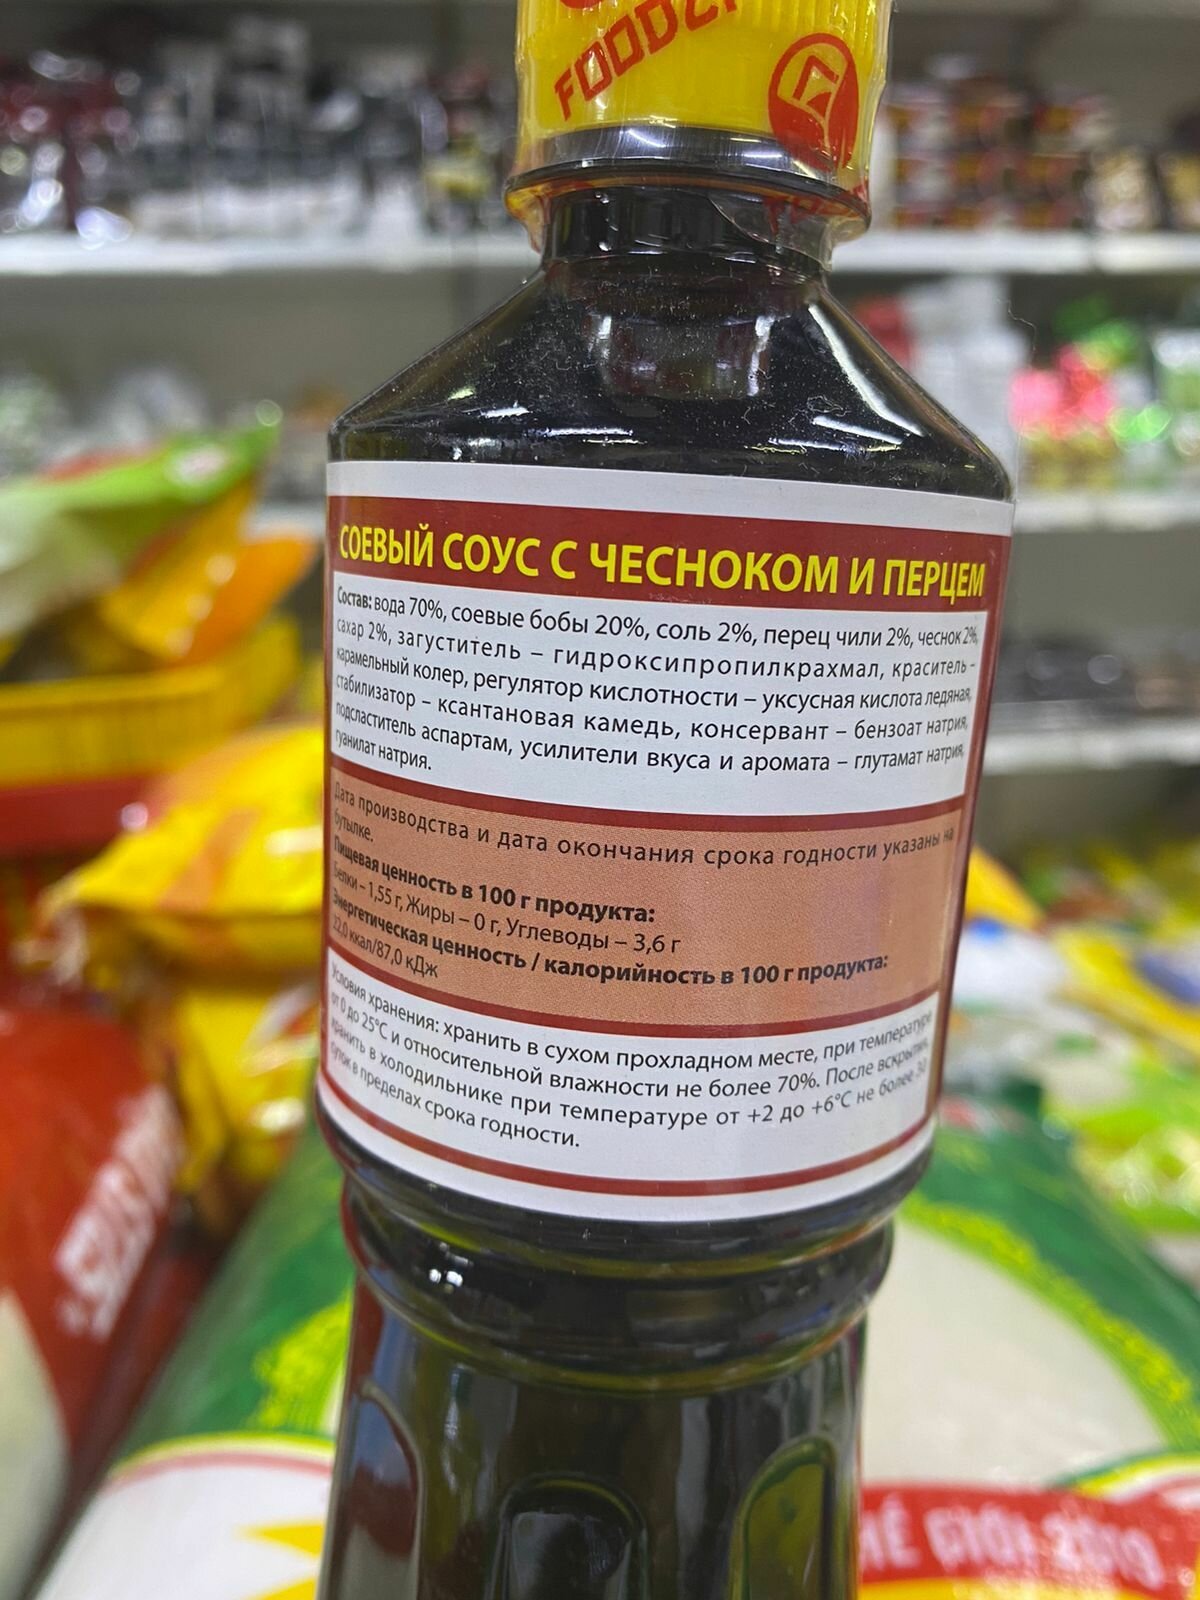 FOOD
СОЕВЫЙ СОУС С ЧЕСНОКОМ И ПЕРЦЕМ
Состав: вода 70%, соевые бобы 20%, соль 2%, перец чили 2%, чеснок 2%,
сахар 2%, загуститель – гидроксипропилкрахмал, краситель –
карамельный колер, регулятор кислотности – уксусная кислота ледяная,
стабилизатор – ксантановая камедь, консервант – бензоат натрия,
подсластитель аспартам, усилители вкуса и аромата – глутамат натрия,
гуанилат натрия.
Дата производства и дата окончания срока годности указаны на
бутылке.
Пищевая ценность в 100 г продукта:
Белки – 1,55 г, Жиры – 0 г, Углеводы – 3,6 г
Энергетическая ценность / калорийность в 100 г продукта:
22,0 ккал/87,0 кДж
Условия хранения: хранить в сухом прохладном месте, при температуре
от 0 до 25°С и относительной влажности не более 70%. После вскрытия,
хранить в холодильнике при температуре от +2 до +6°С не более 30
суток в пределах срока годности.
GIỚI 2019